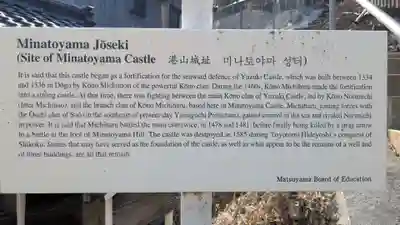 Minatoyama Jōseki
(Site of Minatoyama Castle 港山城址 미나토야마 성터)
It is said that this castle began as a fortification for the seaward defence of Yuzuki Castle, which was built between 1334
and 1336 in Dōgo by Kōno Michimori of the powerful Kōno clan. During the 1460s, Kōno Michiharu made the fortification
into a strong castle. At that time, there was fighting between the main Kōno clan of Yuzuki Castle, led by Kōno Norimichi
(later Michinao) and the branch clan of Kōno Michiharu, based here in Minatoyama Castle. Michiharu, joining forces with
the Ōuchi clan of Suō (in the southeast of present-day Yamaguchi Prefecture), gained control of the sea and rivaled Norimichi
in power. It is said that Michiharu battled the main clan twice, in 1478 and 1481, before finally being killed by a stray arrow
in a battle at the foot of Minatoyama Hill. The castle was destroyed in 1585 during Toyotomi Hideyoshi's conquest of
Shikoku. Stones that may have served as the foundation of the castle, as well as what appear to be the remains of a well and
of stone buildings, are all that remain.
Matsuyama Board of Education